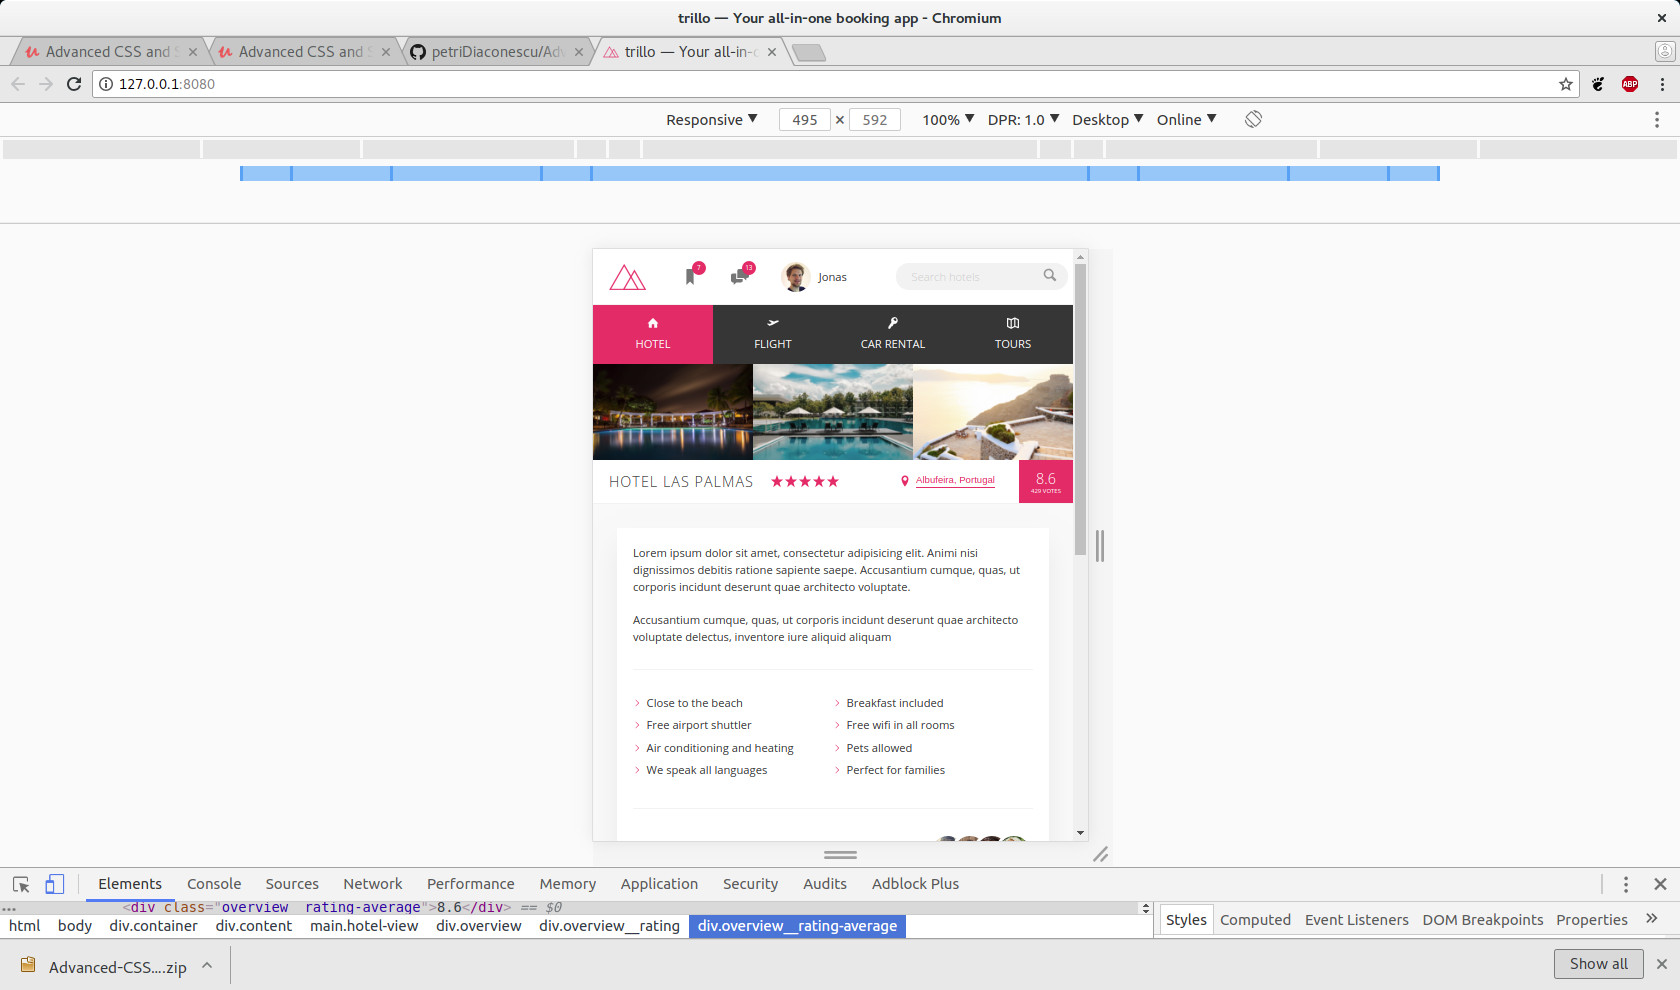 trillo — Your all-in-one booking app - Chromium
Advanced CSS and S
Advanced CSS and S
petriDiaconescu/Adv
trillo — Your all-in-o
127.0.0.1:8080
ABP
Responsive 495 × 592 100% DPR: 1.0 Desktop Online
7
13
Jonas
Search hotels
HOTEL
FLIGHT
CAR RENTAL
TOURS
HOTEL LAS PALMAS
Albufeira, Portugal
8.6
429 VOTES
Lorem ipsum dolor sit amet, consectetur adipisicing elit. Animi nisi
dignissimos debitis ratione sapiente saepe. Accusantium cumque, quas, ut
corporis incidunt deserunt quae architecto voluptate.
Accusantium cumque, quas, ut corporis incidunt deserunt quae architecto
voluptate delectus, inventore iure aliquid aliquam
Close to the beach
Breakfast included
Free airport shuttler
Free wifi in all rooms
Air conditioning and heating
Pets allowed
We speak all languages
Perfect for families
Elements Console Sources Network Performance Memory Application Security Audits Adblock Plus
... <div class="overview__rating-average">8.6</div> == $0
html body div.container div.content main.hotel-view div.overview div.overview__rating div.overview__rating-average
Styles Computed Event Listeners DOM Breakpoints Properties »
Advanced-CSS....zip
Show all